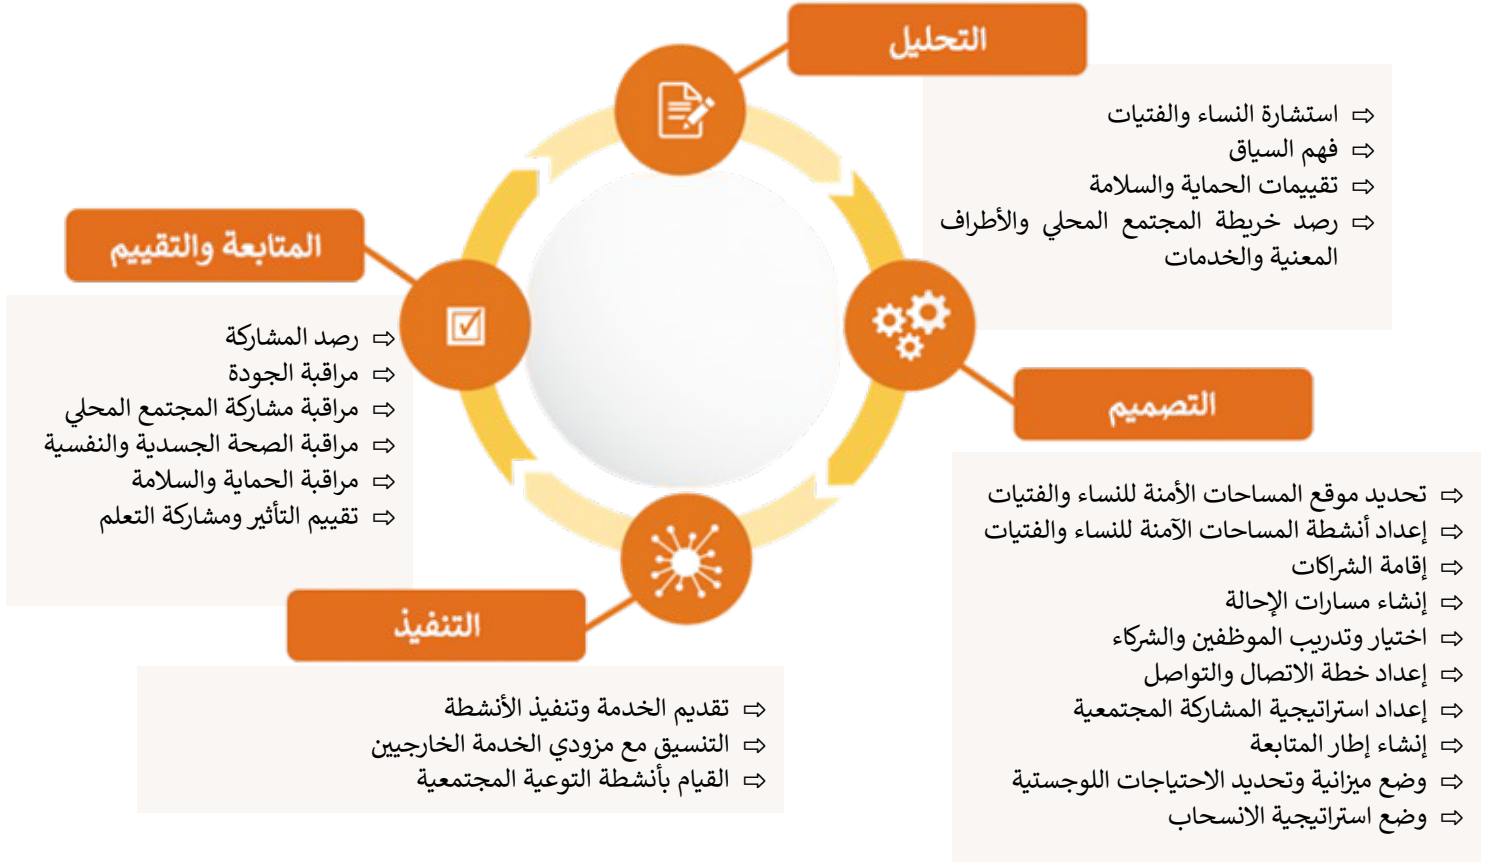 التحليل
استشارة النساء والفتيات
فهم السياق
تقييمات الحماية والسلامة
رصد خريطة المجتمع المحلي والأطراف
المعنية والخدمات
التصميم
تحديد موقع المساحات الأمنة للنساء والفتيات
إعداد أنشطة المساحات الآمنة للنساء والفتيات
إقامة الشراكات
إنشاء مسارات الإحالة
اختيار وتدريب الموظفين والشركاء
إعداد خطة الاتصال والتواصل
إعداد استراتيجية المشاركة المجتمعية
إنشاء إطار المتابعة
وضع ميزانية وتحديد الاحتياجات اللوجستية
وضع استراتيجية الانسحاب
التنفيذ
تقديم الخدمة وتنفيذ الأنشطة
التنسيق مع مزودي الخدمة الخارجيين
القيام بأنشطة التوعية المجتمعية
المتابعة والتقييم
رصد المشاركة
مراقبة الجودة
مراقبة مشاركة المجتمع المحلي
مراقبة الصحة الجسدية والنفسية
مراقبة الحماية والسلامة
تقييم التأثير ومشاركة التعلم